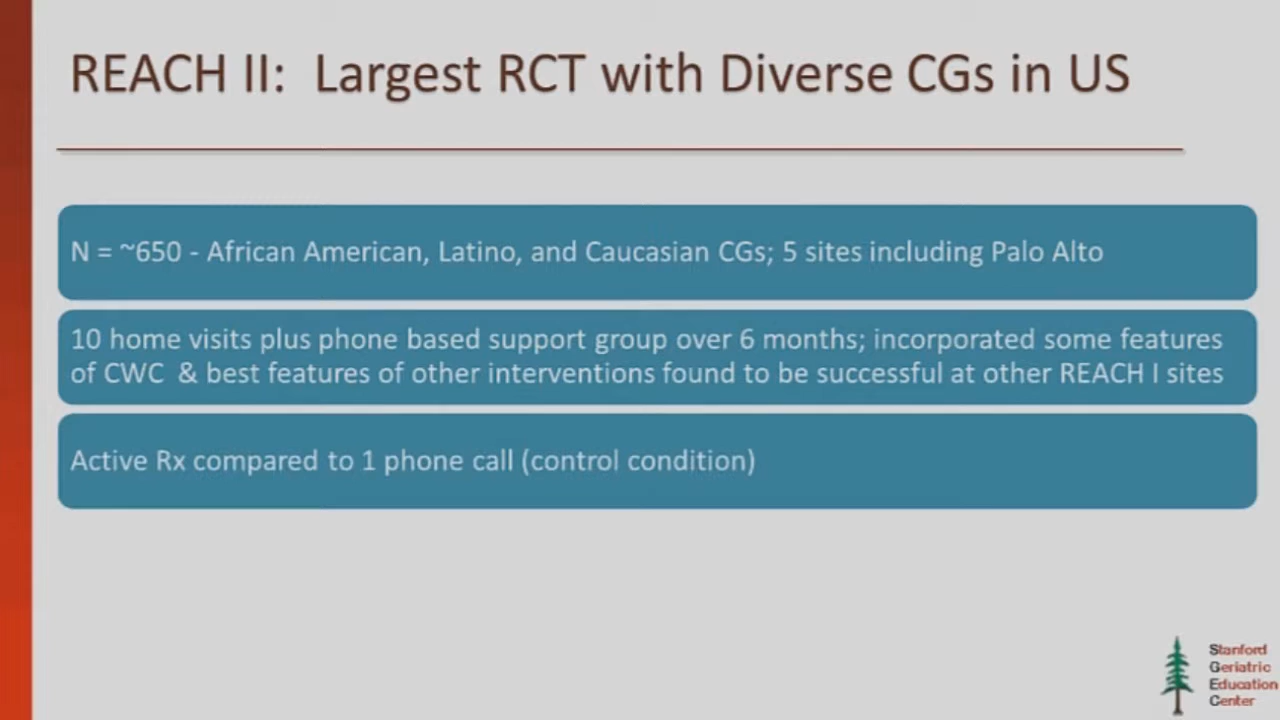 REACH II: Largest RCT with Diverse CGs in US
N = ~650 - African American, Latino, and Caucasian CGs; 5 sites including Palo Alto
10 home visits plus phone based support group over 6 months; incorporated some features
of CWC & best features of other interventions found to be successful at other REACH I sites
Active Rx compared to 1 phone call (control condition)
Stanford
Geriatric
Education
Center